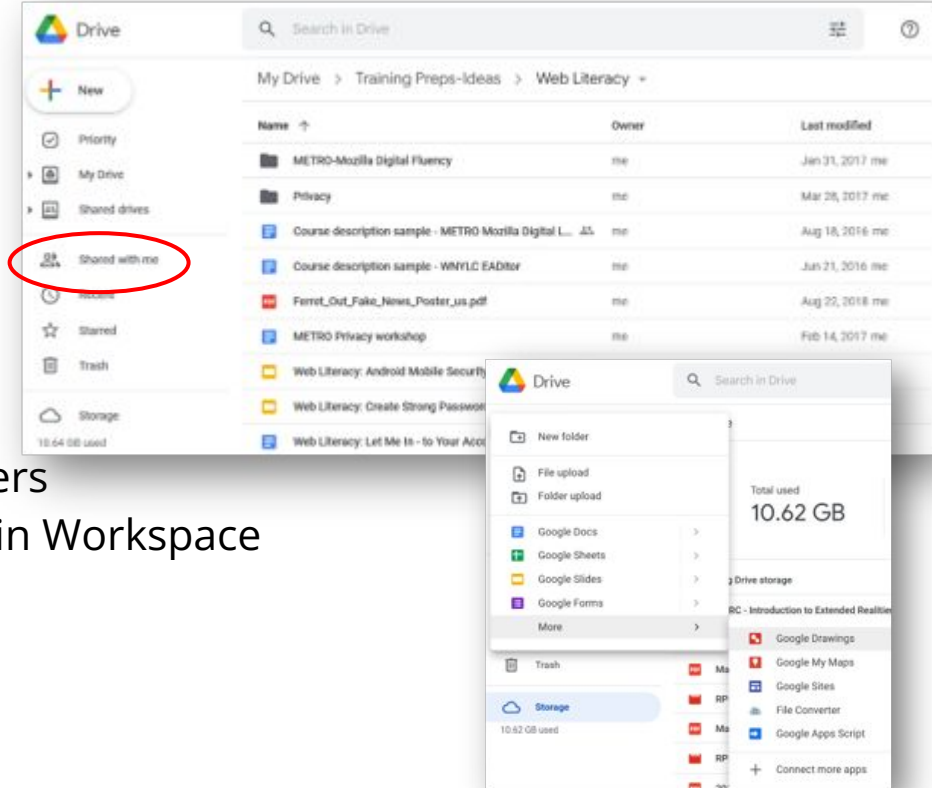 Drive
Search in Drive
New
My Drive > Training Preps-Ideas > Web Literacy
Priority
My Drive
Shared drives
Shared with me
Recent
Starred
Trash
Storage
10.64 GB used
Name ↑ Owner Last modified
METRO-Mozilla Digital Fluency me Jan 31, 2017 me
Privacy me Mar 28, 2017 me
Course description sample - METRO Mozilla Digital L... me Aug 18, 2016 me
Course description sample - WNYLC EADitor me Jun 21, 2016 me
Ferret_Out_Fake_News_Poster_us.pdf me Aug 22, 2018 me
METRO Privacy workshop me Feb 14, 2017 me
Web Literacy: Android Mobile Security
Web Literacy: Create Strong Passwor
Web Literacy: Let Me In - to Your Acc
ers
in Workspace
Drive
Search in Drive
New folder
File upload
Folder upload
Google Docs
Google Sheets
Google Slides
Google Forms
More
Trash
Storage
10.62 GB used
Total used
10.62 GB
g Drive storage
RC - Introduction to Extended Realities
Google Drawings
Google My Maps
Google Sites
File Converter
Google Apps Script
Connect more apps
Ma
RP
Ma
RP